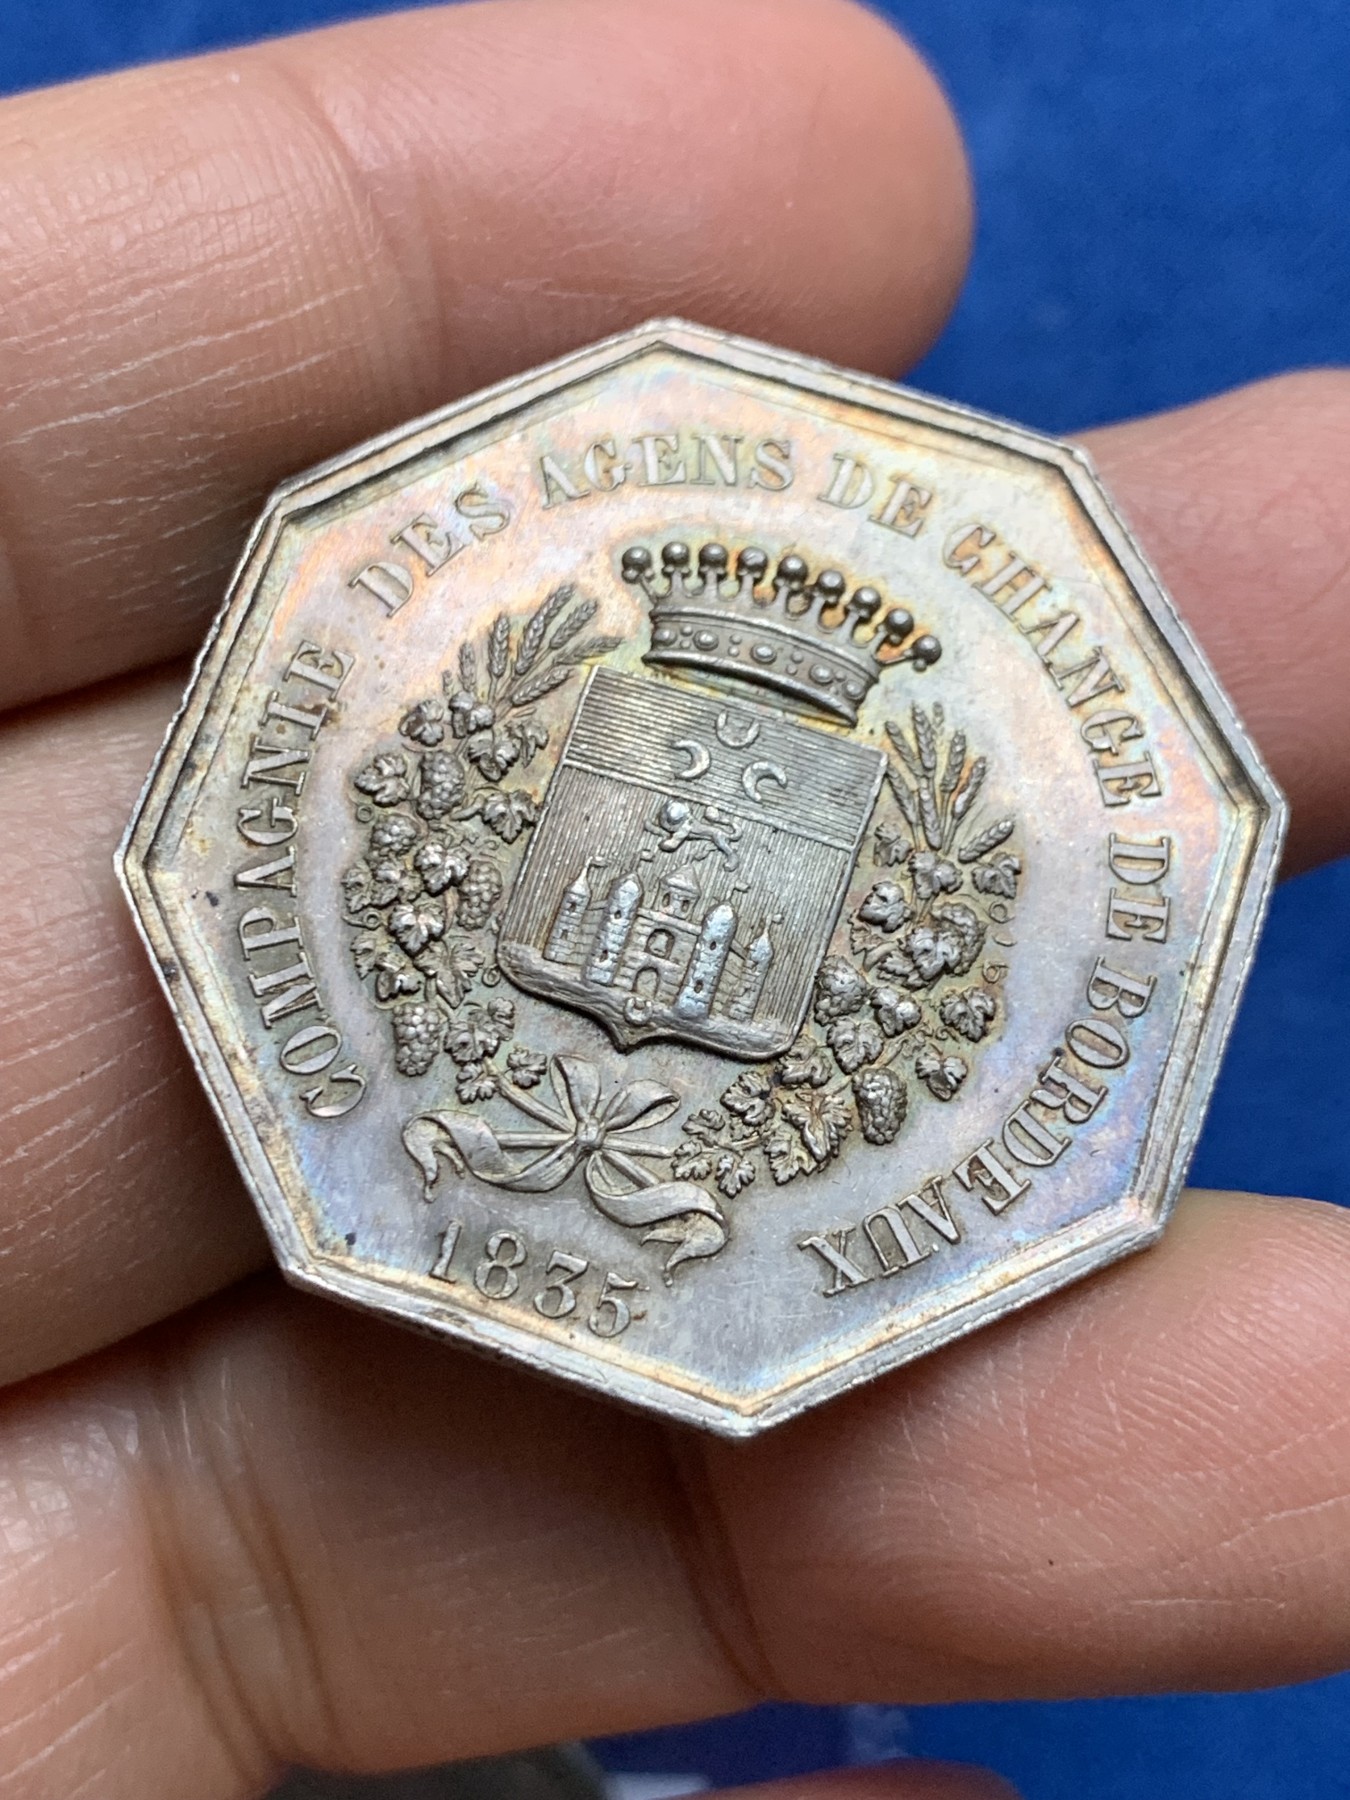 COMPAGNIE DES AGENS DE CHANGE DE BORDEAUX
1835